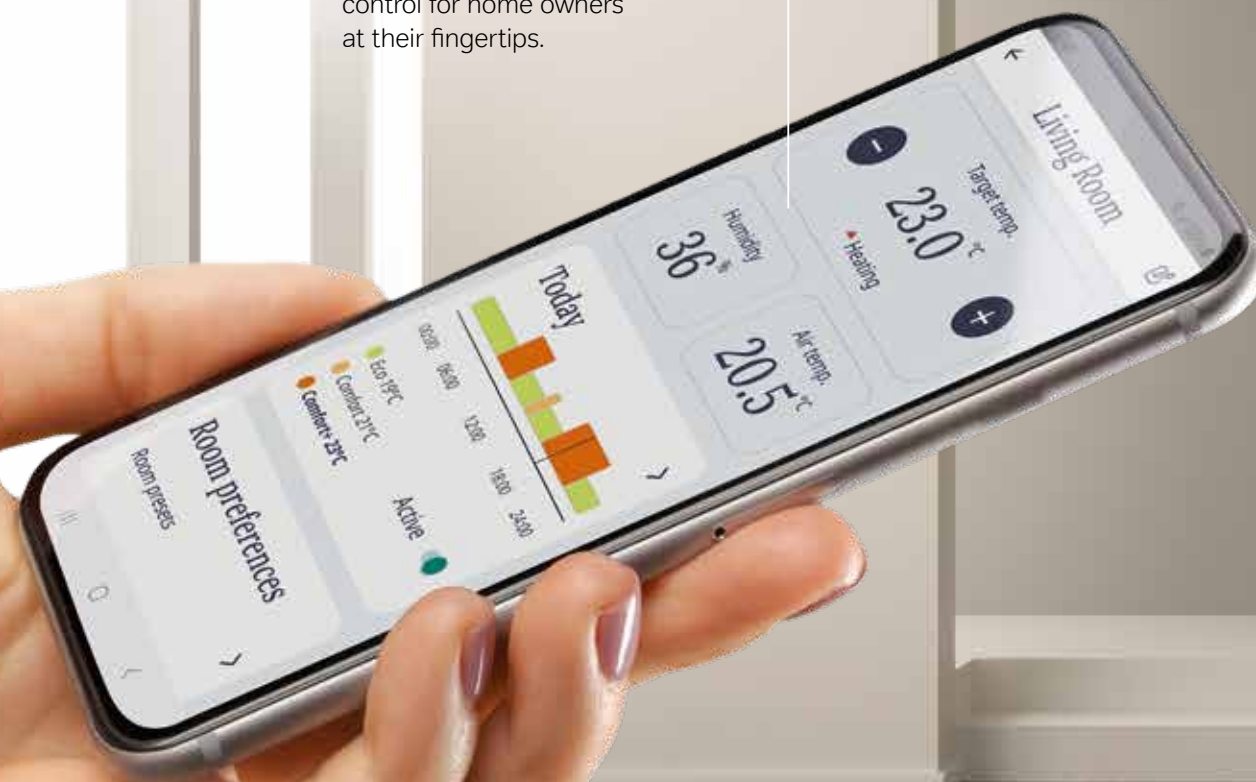 control for home owners
at their fingertips.
Living Room
Target temp.
23.0 °C
Heating
Humidity
36 %
Air temp.
20.5 °C
Today
00:00 06:00 12:00 18:00 24:00
Eco 19°C
Comfort 21°C
Comfort+ 23°C
Active
Room preferences
Room presets